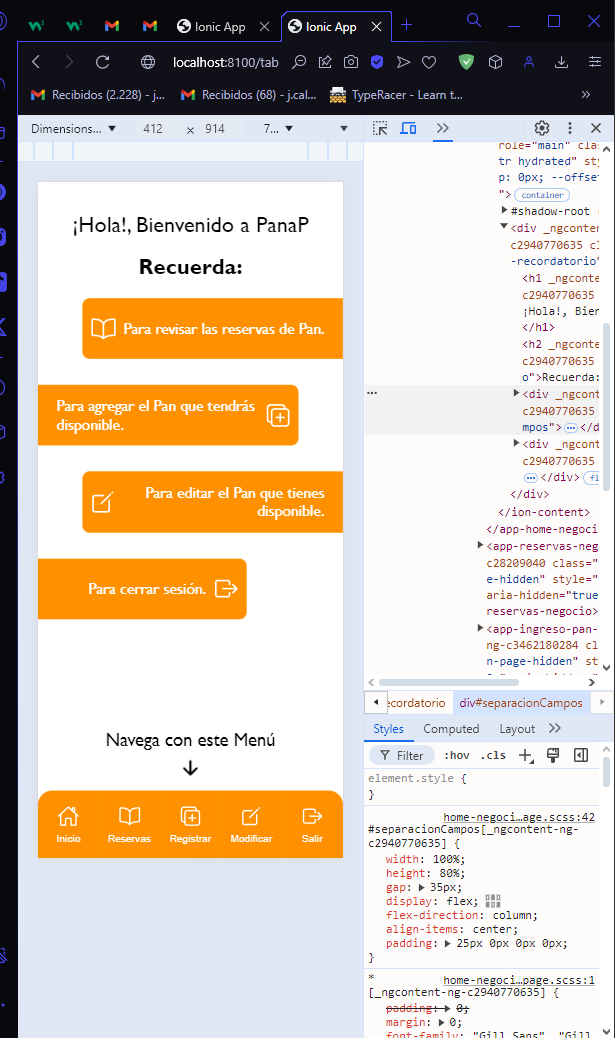 Ionic App
Ionic App
localhost:8100/tab
Recibidos (2.228) - j...
Recibidos (68) - j.cal...
TypeRacer - Learn t...
»
Dimensions...
412
×
914
7...
»
¡Hola!, Bienvenido a PanaP
Recuerda:
Para revisar las reservas de Pan.
Para agregar el Pan que tendrás
disponible.
Para editar el Pan que tienes
disponible.
Para cerrar sesión.
Navega con este Menú
Inicio
Reservas
Registrar
Modificar
Salir
role="main" clas
tr hydrated" sty
p: 0px; --offset
"> container
#shadow-root (
<div _ngconten
c2940770635 cl
-recordatorio"
<h1 _ngconte
c2940770635
¡Hola!, Bien
</h1>
<h2 _ngconte
c2940770635
o">Recuerda:
<div _ngcont
c2940770635
mpos"> ... </d
<div _ngcont
c2940770635
... </div> fl
</div>
</ion-content>
</app-home-negoci
<app-reservas-neg
c28209040 class="
e-hidden" style="
aria-hidden="true
reservas-negocio>
<app-ingreso-pan-
ng-c3462180284 cl
n-page-hidden" st
ecordatorio
div#separacionCampos
Styles
Computed
Layout
»
Filter
:hov
.cls
element.style {
}
home-negoci…age.scss:42
#separacionCampos[_ngcontent-ng-
c2940770635] {
width: 100%;
height: 80%;
gap: 35px;
display: flex;
flex-direction: column;
align-items: center;
padding: 25px 0px 0px 0px;
}
*
home-negoci…page.scss:1
[_ngcontent-ng-c2940770635] {
padding: 0;
margin: 0;
font-family: "Gill Sans", "Gill